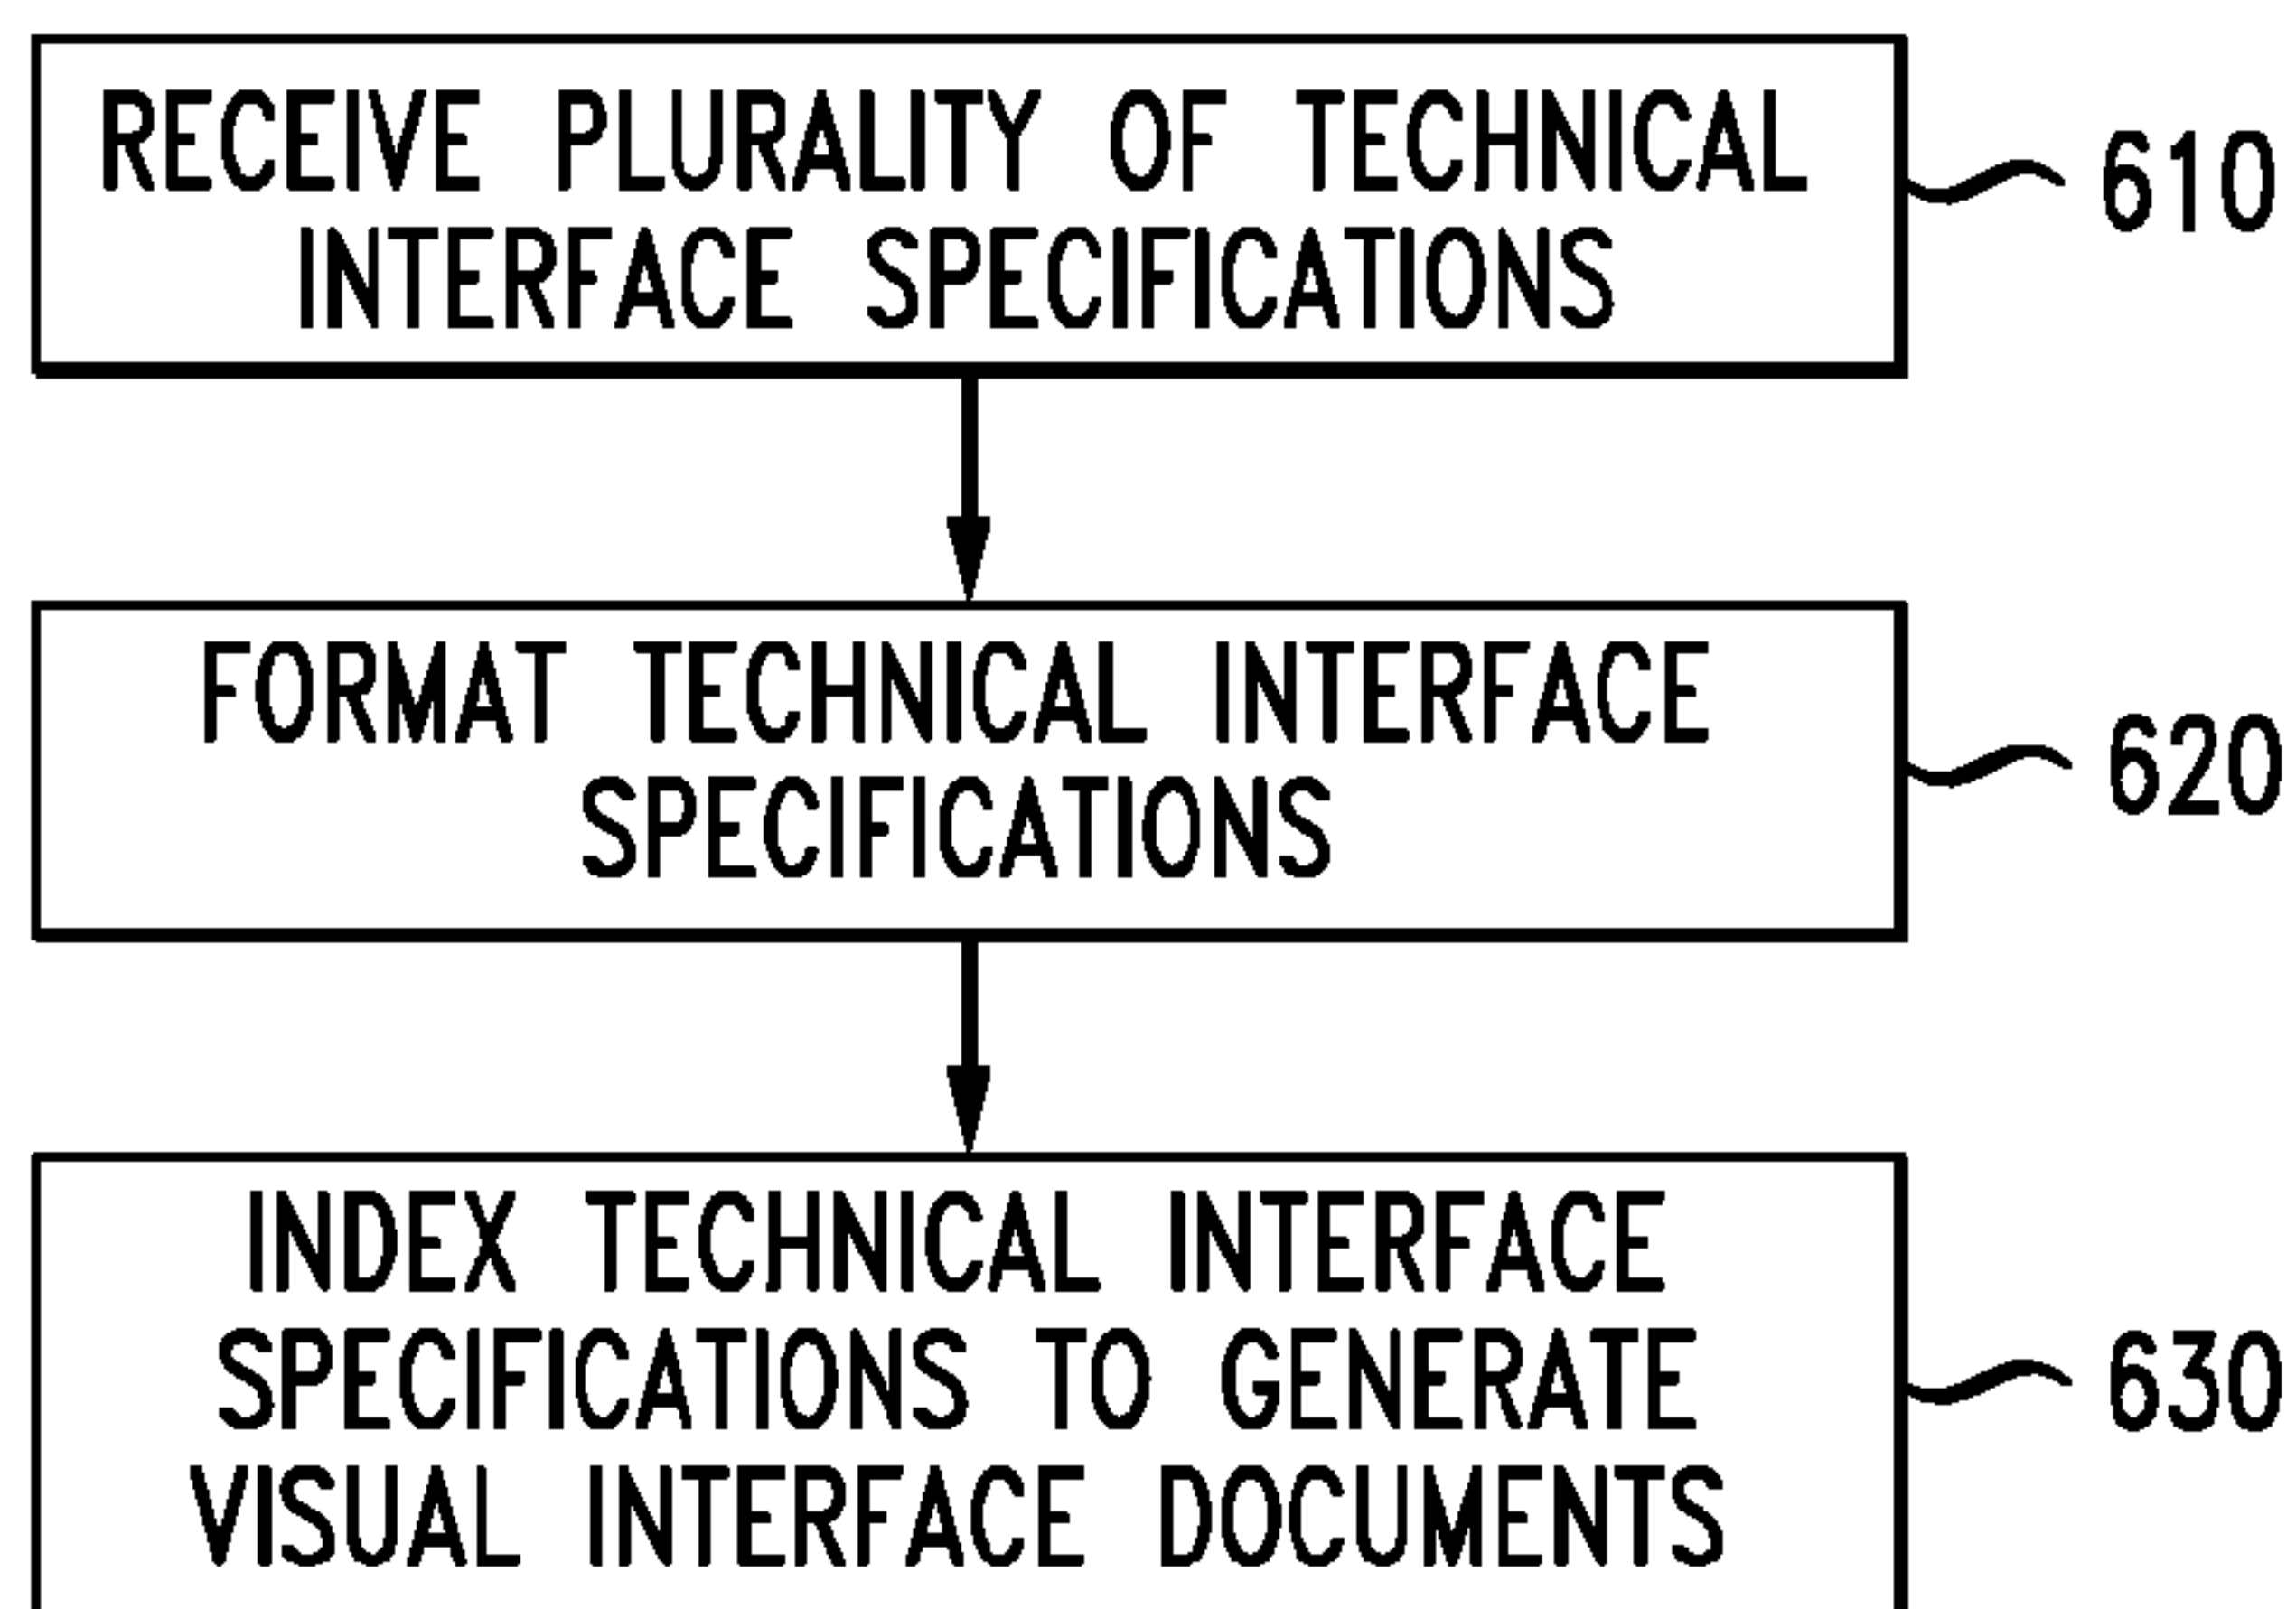 RECEIVE PLURALITY OF TECHNICAL
INTERFACE SPECIFICATIONS
610
FORMAT TECHNICAL INTERFACE
SPECIFICATIONS
620
INDEX TECHNICAL INTERFACE
SPECIFICATIONS TO GENERATE
VISUAL INTERFACE DOCUMENTS
630